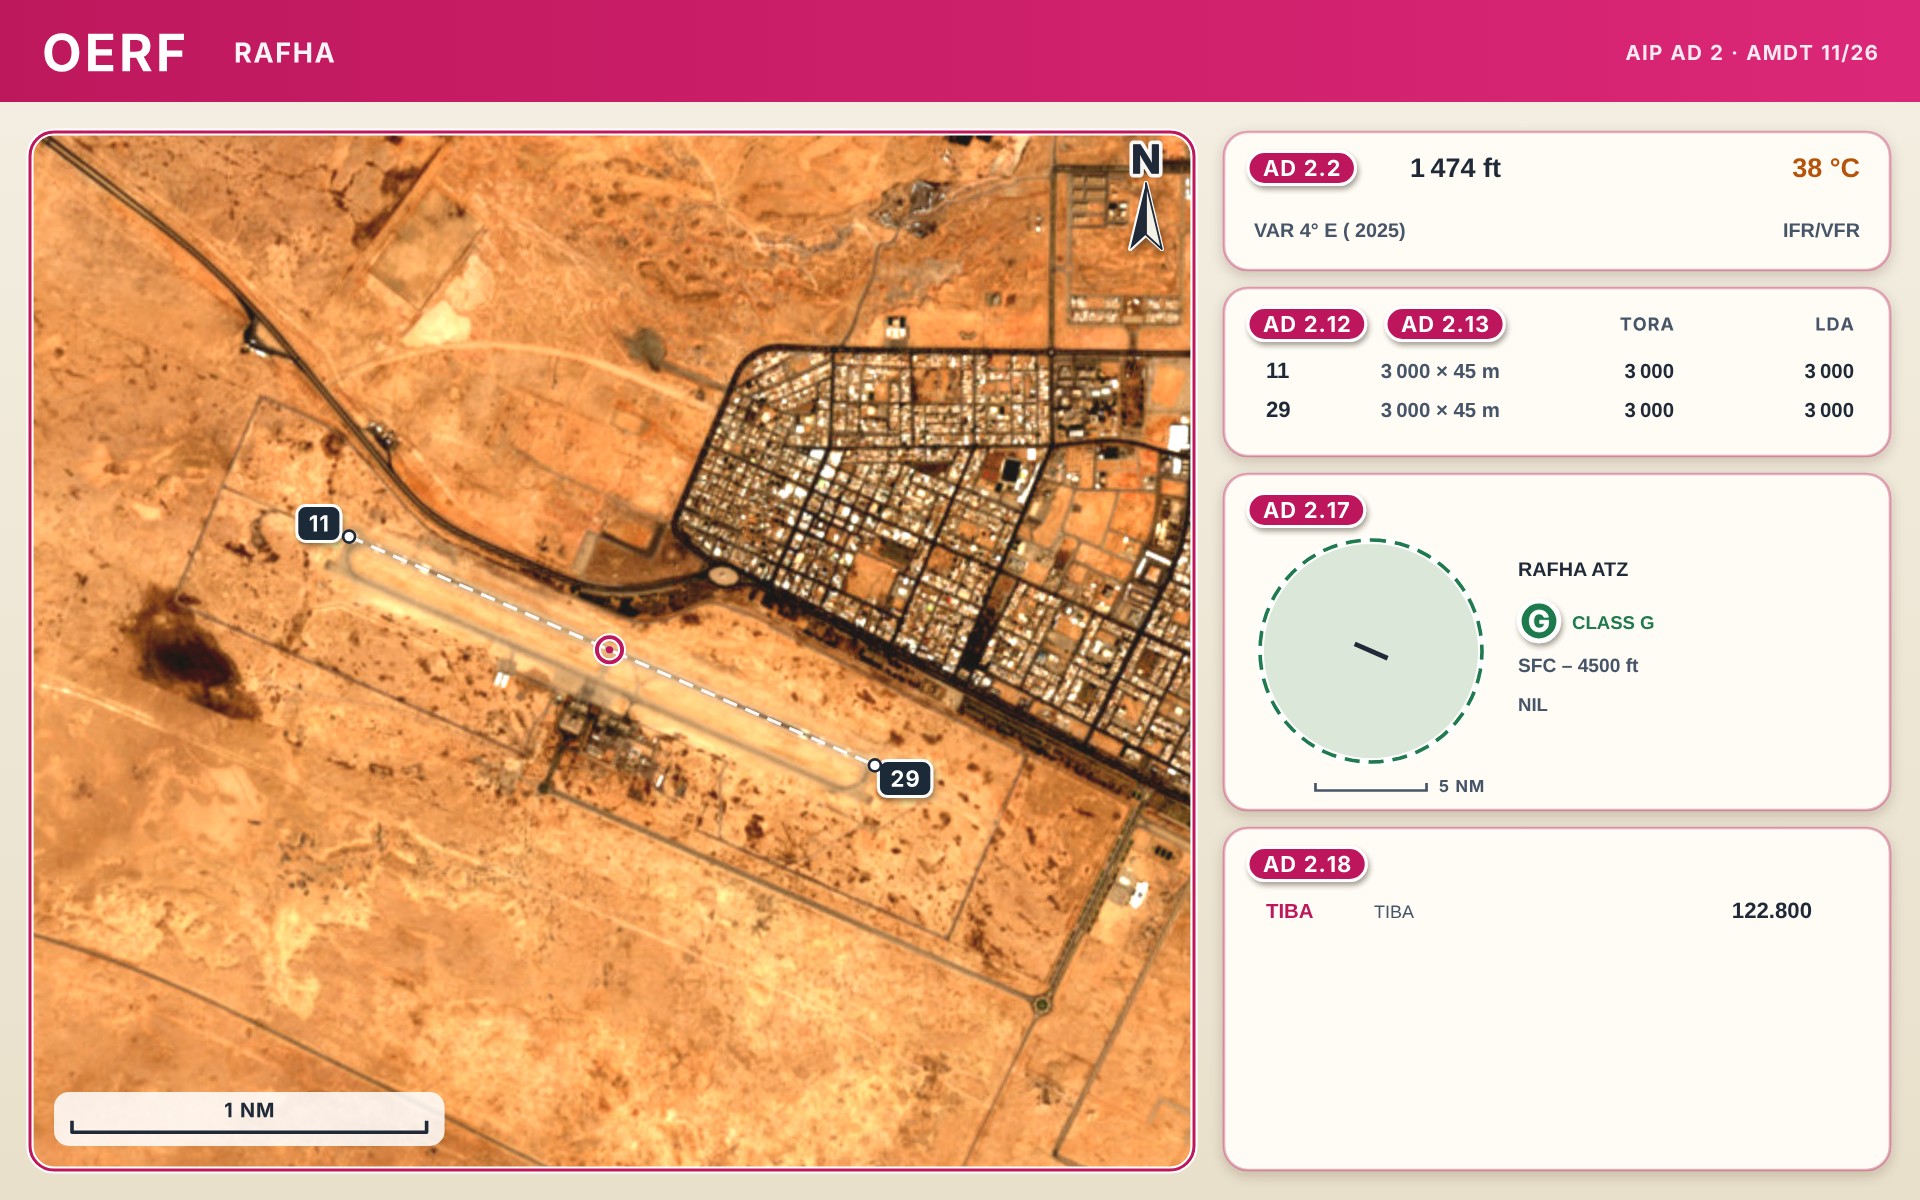 OERF RAFHA AIP AD 2 · AMDT 11/26
N
11
29
1 NM
AD 2.2 1 474 ft 38 °C
VAR 4° E ( 2025) IFR/VFR
AD 2.12 AD 2.13 TORA LDA
11 3 000 × 45 m 3 000 3 000
29 3 000 × 45 m 3 000 3 000
AD 2.17
RAFHA ATZ
G CLASS G
SFC – 4500 ft
NIL
5 NM
AD 2.18
TIBA TIBA 122.800